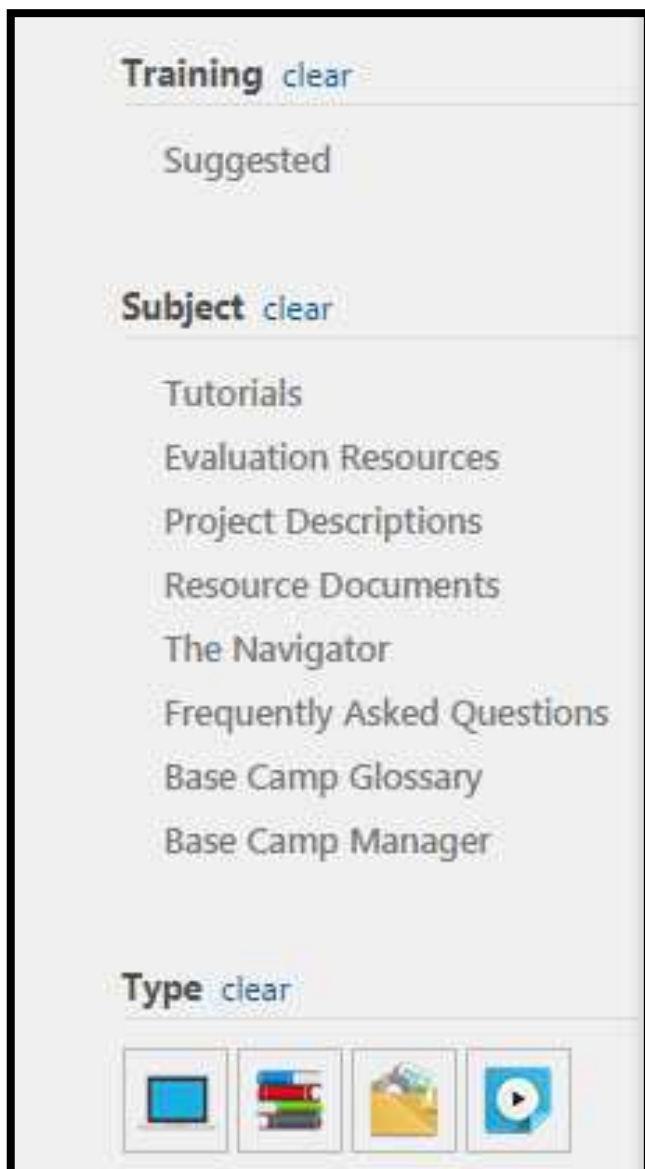 Training clear
Suggested
Subject clear
Tutorials
Evaluation Resources
Project Descriptions
Resource Documents
The Navigator
Frequently Asked Questions
Base Camp Glossary
Base Camp Manager
Type clear